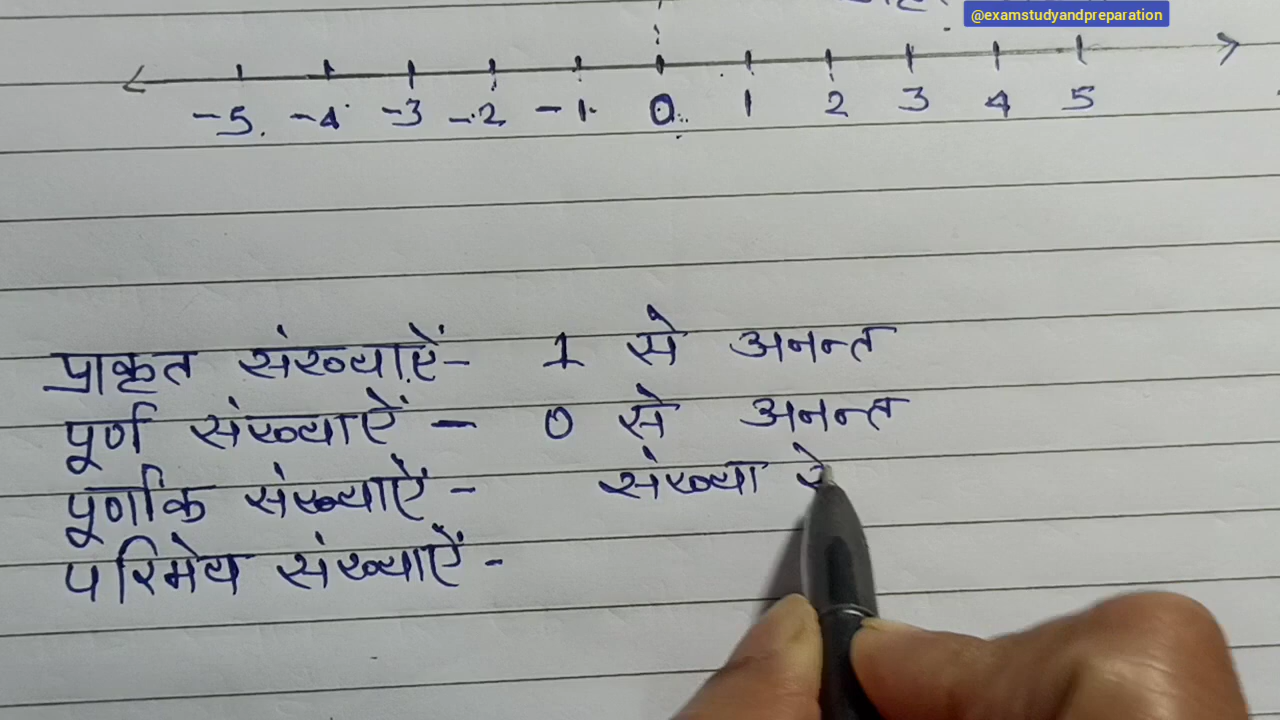 @examstudyandpreparation
-5 -4 -3 -2 -1 0 1 2 3 4 5
प्राकृत संख्याऐं- 1 से अनन्त
पूर्ण संख्याऐं - 0 से अनन्त
पूर्णांक संख्याऐं - संख्या रे
परिमेय संख्याऐं -